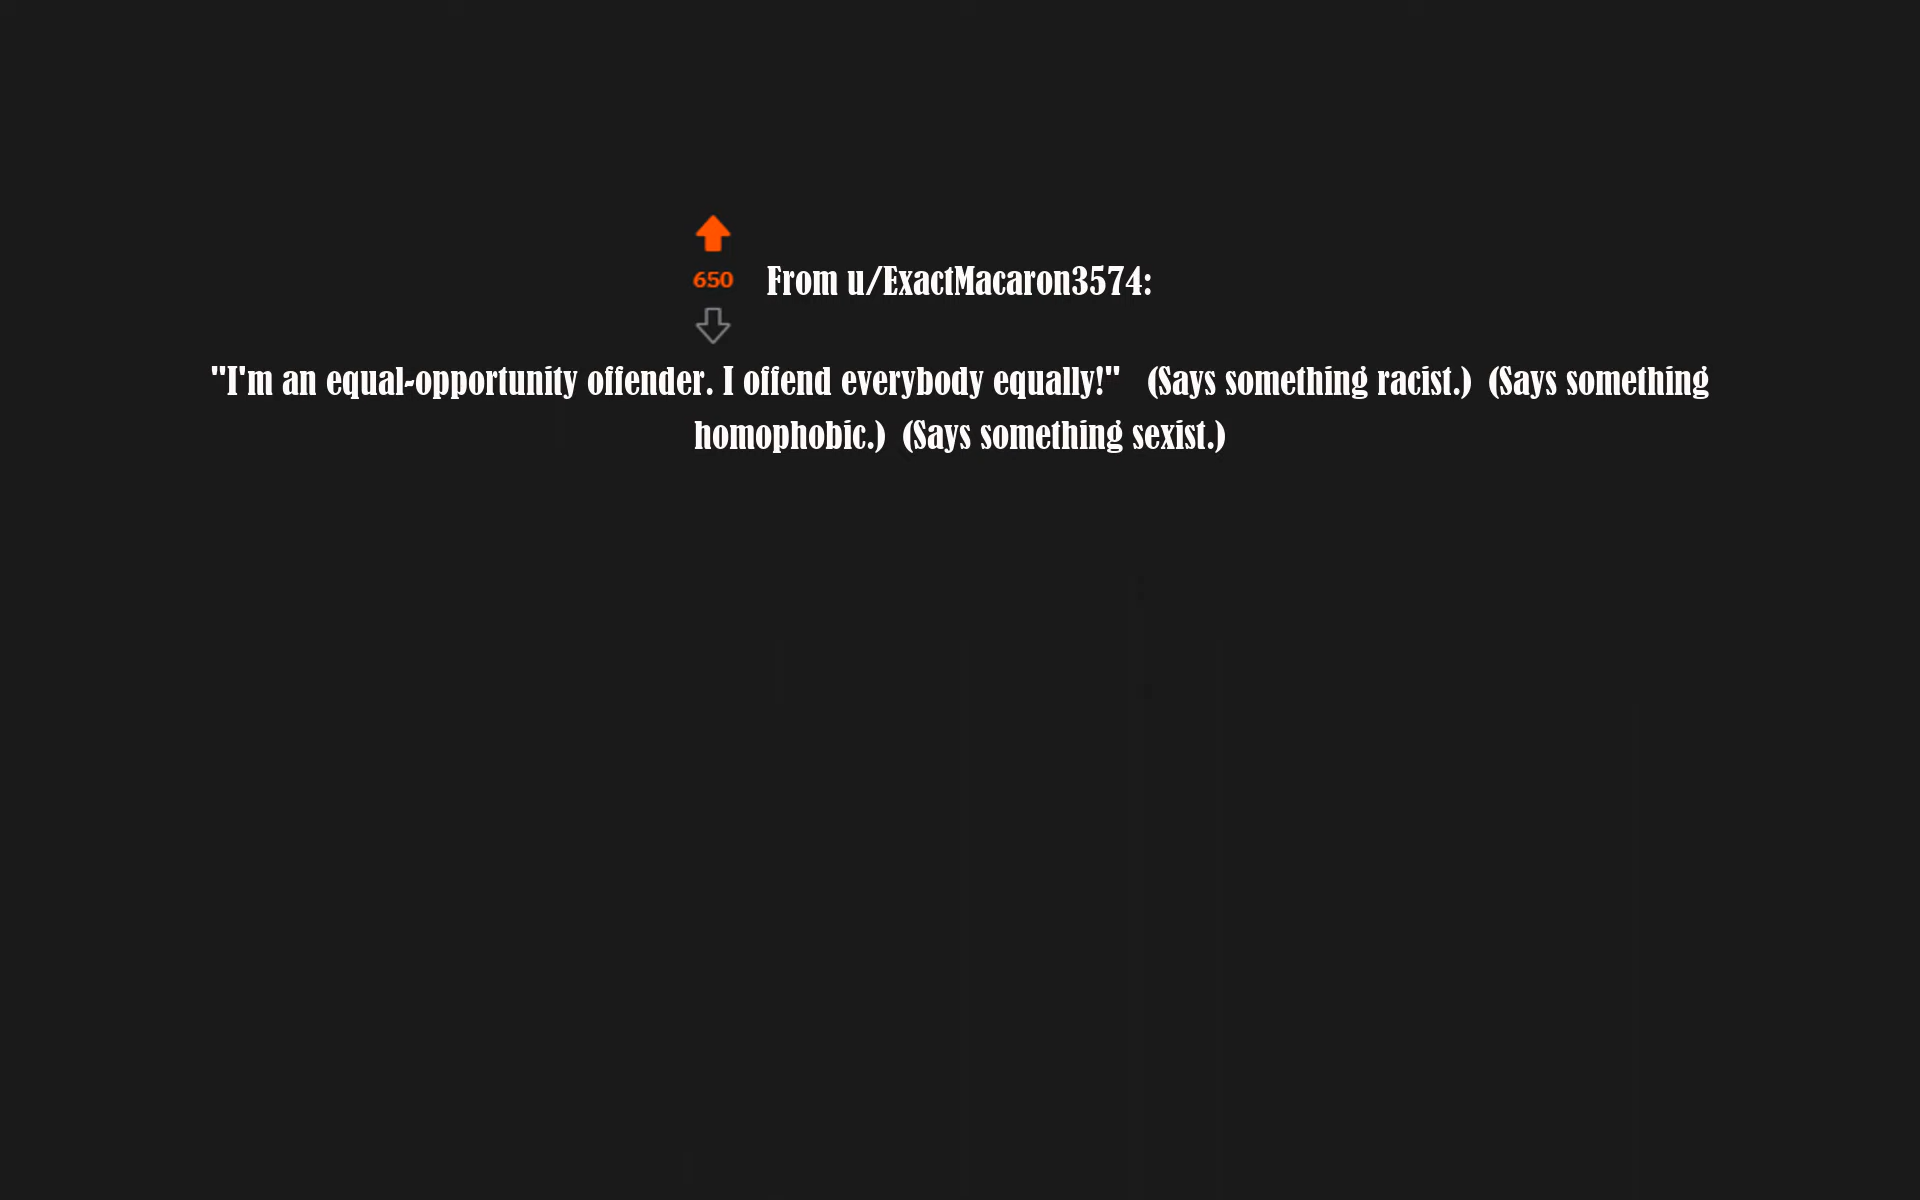 650
From u/ExactMacaron3574:
"I'm an equal-opportunity offender. I offend everybody equally!"   (Says something racist.)  (Says something
homophobic.)  (Says something sexist.)